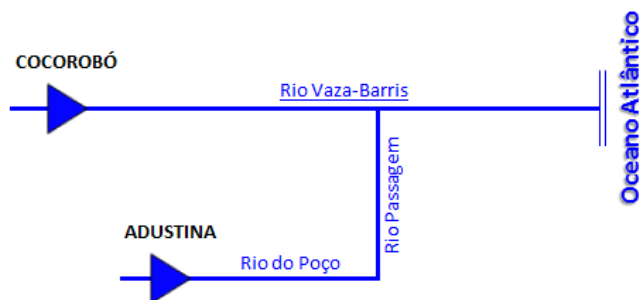 COCOROBÓ
Rio Vaza-Barris
Oceano Atlântico
Rio Passagem
ADUSTINA
Rio do Poço